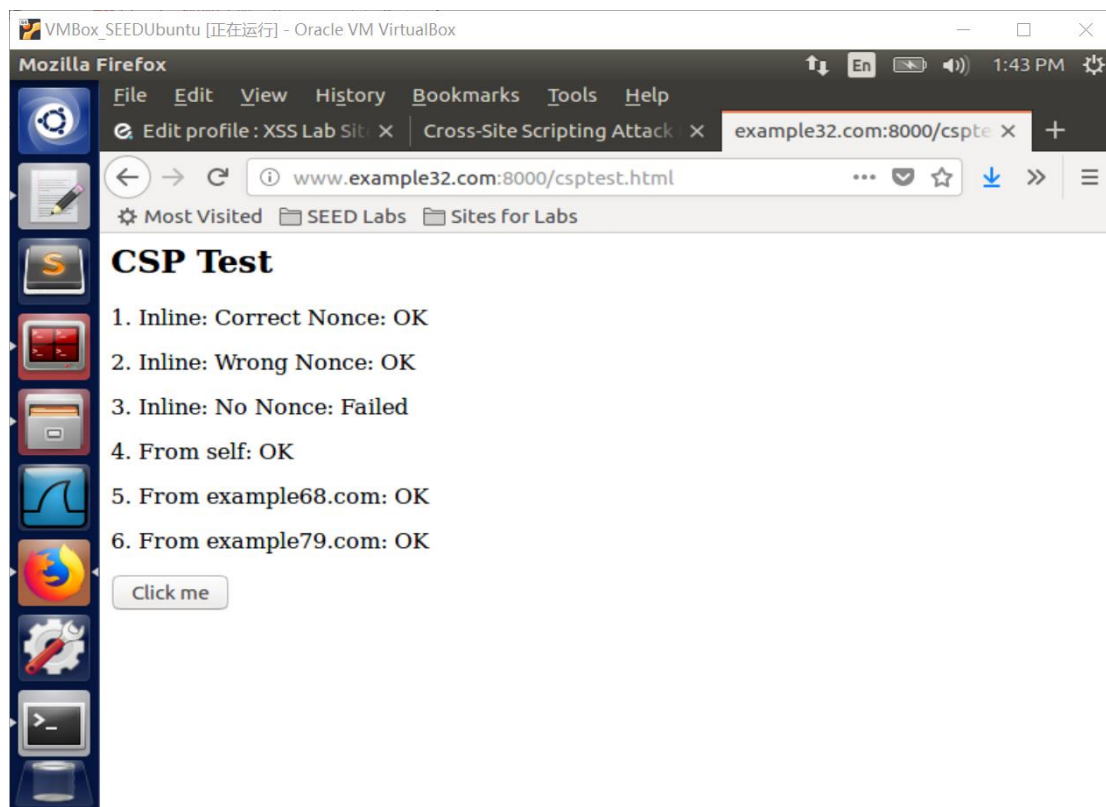 VMBox_SEEDUbuntu [正在运行] - Oracle VM VirtualBox
Mozilla Firefox En 1:43 PM
File Edit View History Bookmarks Tools Help
Edit profile : XSS Lab Sit Cross-Site Scripting Attack example32.com:8000/cspte
www.example32.com:8000/csptest.html
Most Visited SEED Labs Sites for Labs
CSP Test
1. Inline: Correct Nonce: OK
2. Inline: Wrong Nonce: OK
3. Inline: No Nonce: Failed
4. From self: OK
5. From example68.com: OK
6. From example79.com: OK
Click me